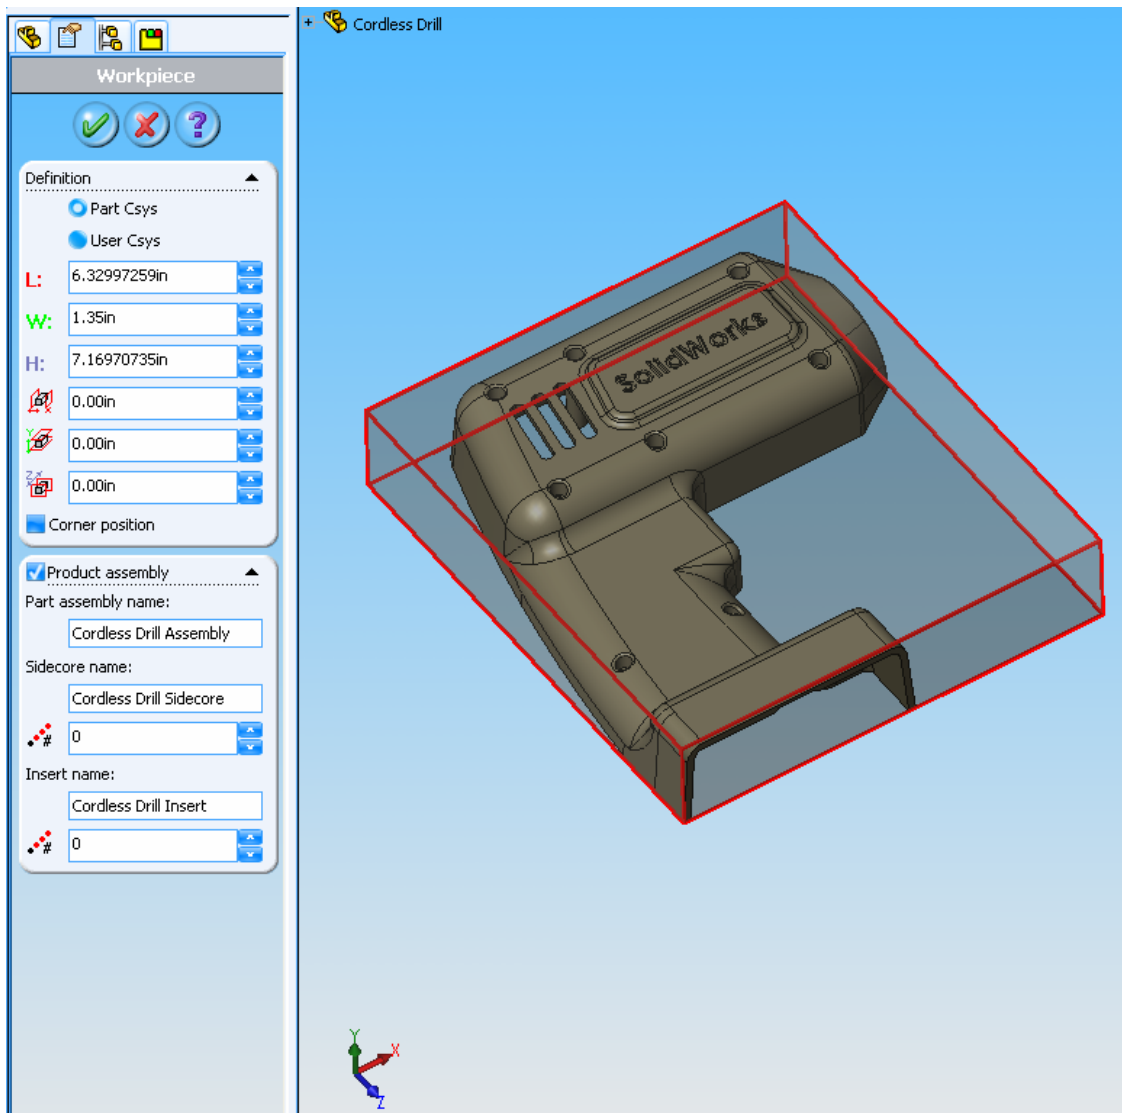 Workpiece
Definition
Part Csys
User Csys
L: 6.32997259in
W: 1.35in
H: 7.16970735in
0.00in
0.00in
0.00in
Corner position
Product assembly
Part assembly name:
Cordless Drill Assembly
Sidecore name:
Cordless Drill Sidecore
# 0
Insert name:
Cordless Drill Insert
# 0
Cordless Drill
SolidWorks
Y
X
Z